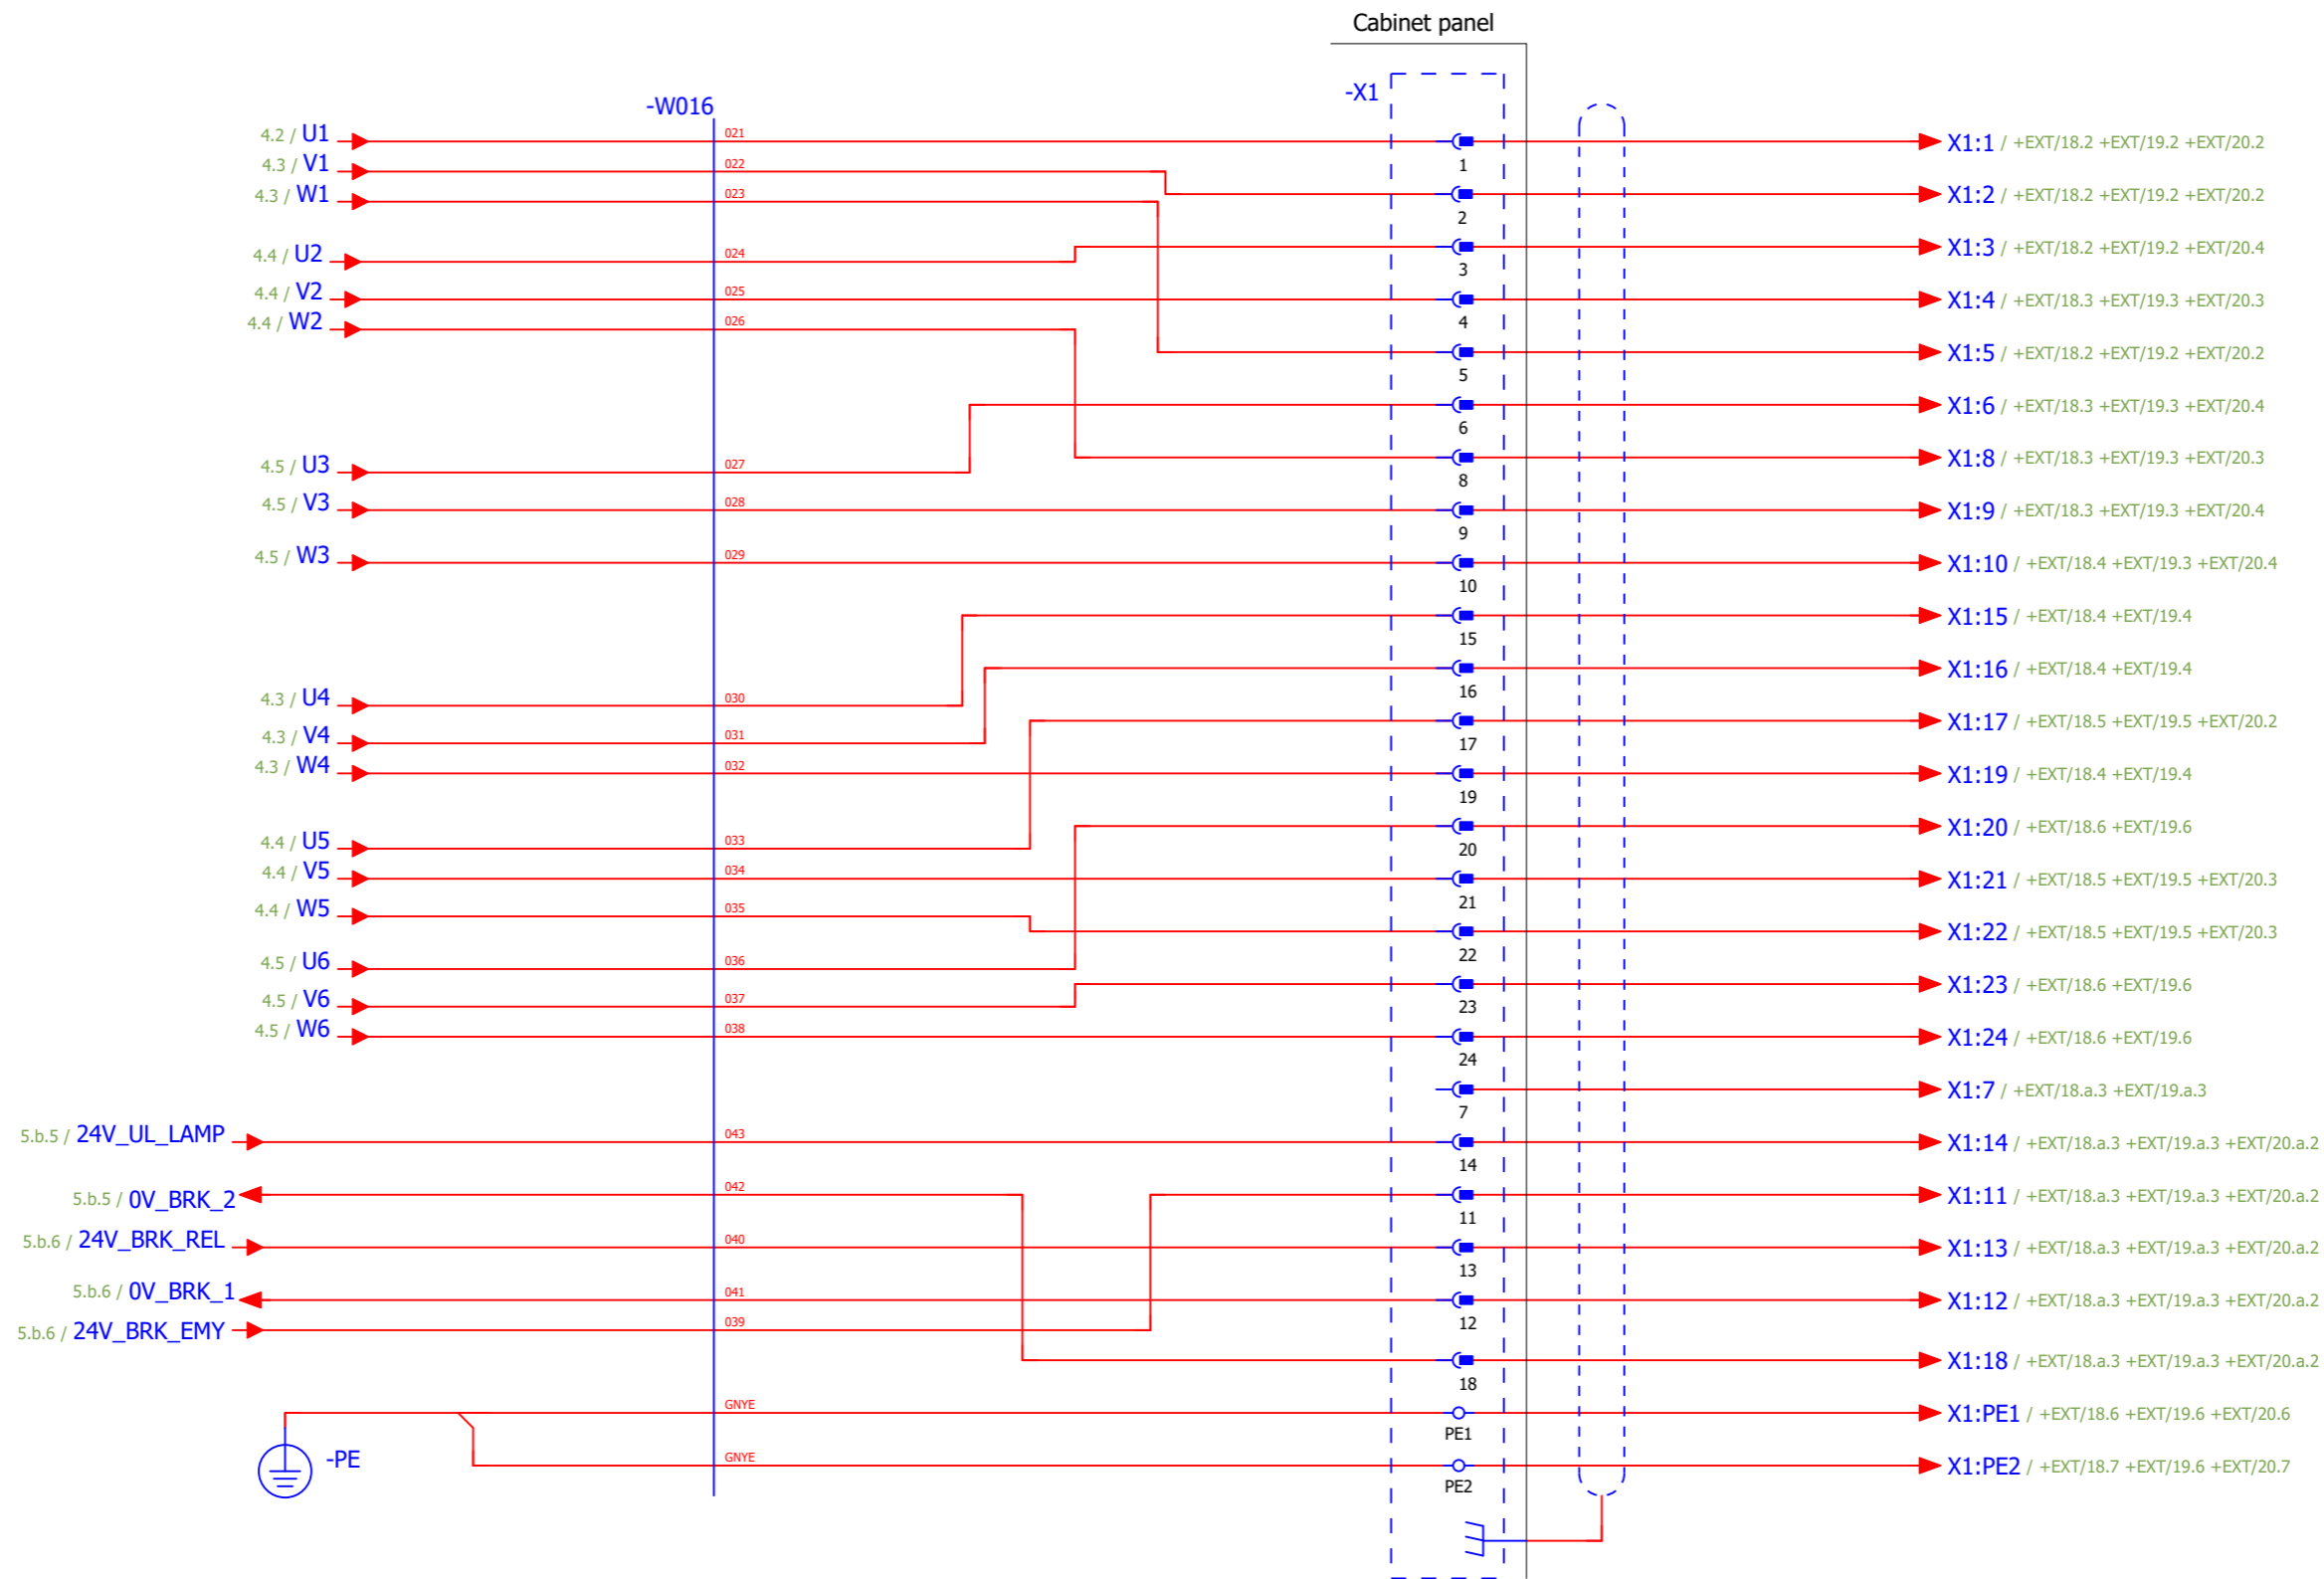 Cabinet panel
-X1
-W016
4.2 / U1 021 1 X1:1 / +EXT/18.2 +EXT/19.2 +EXT/20.2
4.3 / V1 022 2 X1:2 / +EXT/18.2 +EXT/19.2 +EXT/20.2
4.3 / W1 023
4.4 / U2 024 3 X1:3 / +EXT/18.2 +EXT/19.2 +EXT/20.4
4.4 / V2 025 4 X1:4 / +EXT/18.3 +EXT/19.3 +EXT/20.3
4.4 / W2 026
5 X1:5 / +EXT/18.2 +EXT/19.2 +EXT/20.2
6 X1:6 / +EXT/18.3 +EXT/19.3 +EXT/20.4
4.5 / U3 027 8 X1:8 / +EXT/18.3 +EXT/19.3 +EXT/20.3
4.5 / V3 028 9 X1:9 / +EXT/18.3 +EXT/19.3 +EXT/20.4
4.5 / W3 029 10 X1:10 / +EXT/18.4 +EXT/19.3 +EXT/20.4
15 X1:15 / +EXT/18.4 +EXT/19.4
16 X1:16 / +EXT/18.4 +EXT/19.4
4.3 / U4 030
4.3 / V4 031 17 X1:17 / +EXT/18.5 +EXT/19.5 +EXT/20.2
4.3 / W4 032 19 X1:19 / +EXT/18.4 +EXT/19.4
4.4 / U5 033 20 X1:20 / +EXT/18.6 +EXT/19.6
4.4 / V5 034 21 X1:21 / +EXT/18.5 +EXT/19.5 +EXT/20.3
4.4 / W5 035 22 X1:22 / +EXT/18.5 +EXT/19.5 +EXT/20.3
4.5 / U6 036
4.5 / V6 037 23 X1:23 / +EXT/18.6 +EXT/19.6
4.5 / W6 038 24 X1:24 / +EXT/18.6 +EXT/19.6
7 X1:7 / +EXT/18.a.3 +EXT/19.a.3
5.b.5 / 24V_UL_LAMP 043 14 X1:14 / +EXT/18.a.3 +EXT/19.a.3 +EXT/20.a.2
5.b.5 / 0V_BRK_2 042 11 X1:11 / +EXT/18.a.3 +EXT/19.a.3 +EXT/20.a.2
5.b.6 / 24V_BRK_REL 040 13 X1:13 / +EXT/18.a.3 +EXT/19.a.3 +EXT/20.a.2
5.b.6 / 0V_BRK_1 041 12 X1:12 / +EXT/18.a.3 +EXT/19.a.3 +EXT/20.a.2
5.b.6 / 24V_BRK_EMY 039
18 X1:18 / +EXT/18.a.3 +EXT/19.a.3 +EXT/20.a.2
GNYE PE1 X1:PE1 / +EXT/18.6 +EXT/19.6 +EXT/20.6
-PE GNYE PE2 X1:PE2 / +EXT/18.7 +EXT/19.6 +EXT/20.7